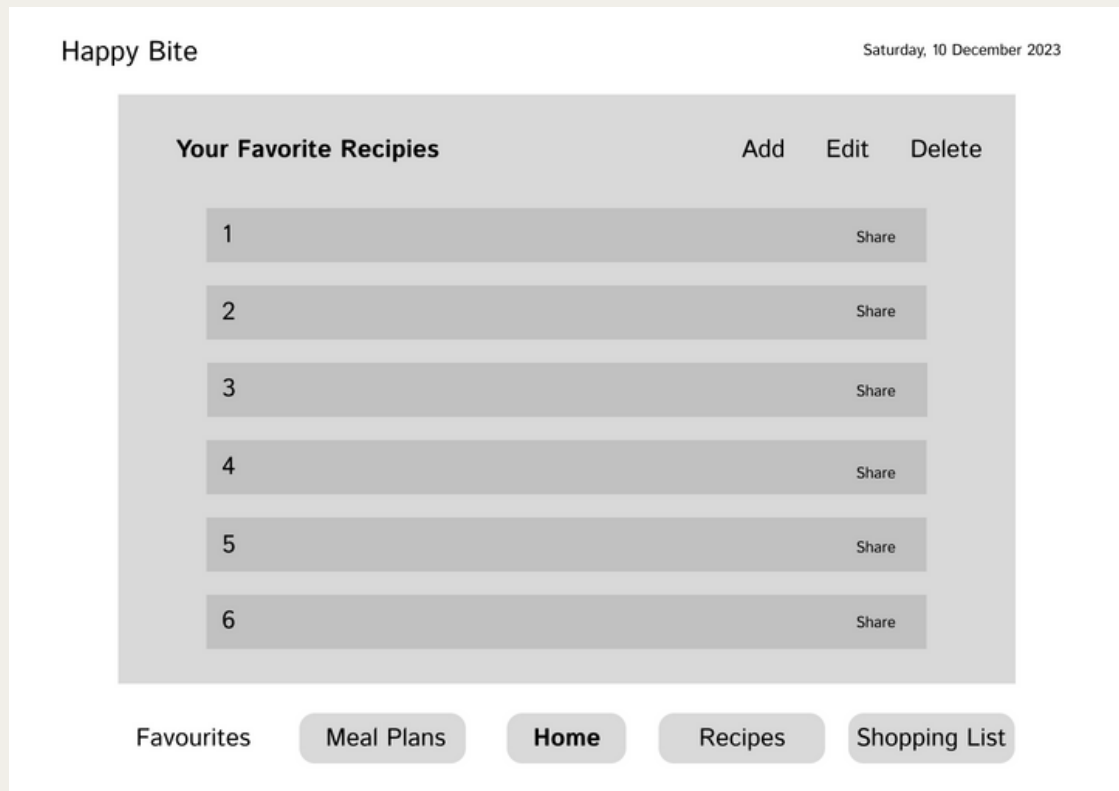 Happy Bite
Saturday, 10 December 2023
Your Favorite Recipies
Add Edit Delete
1 Share
2 Share
3 Share
4 Share
5 Share
6 Share
Favourites Meal Plans Home Recipes Shopping List